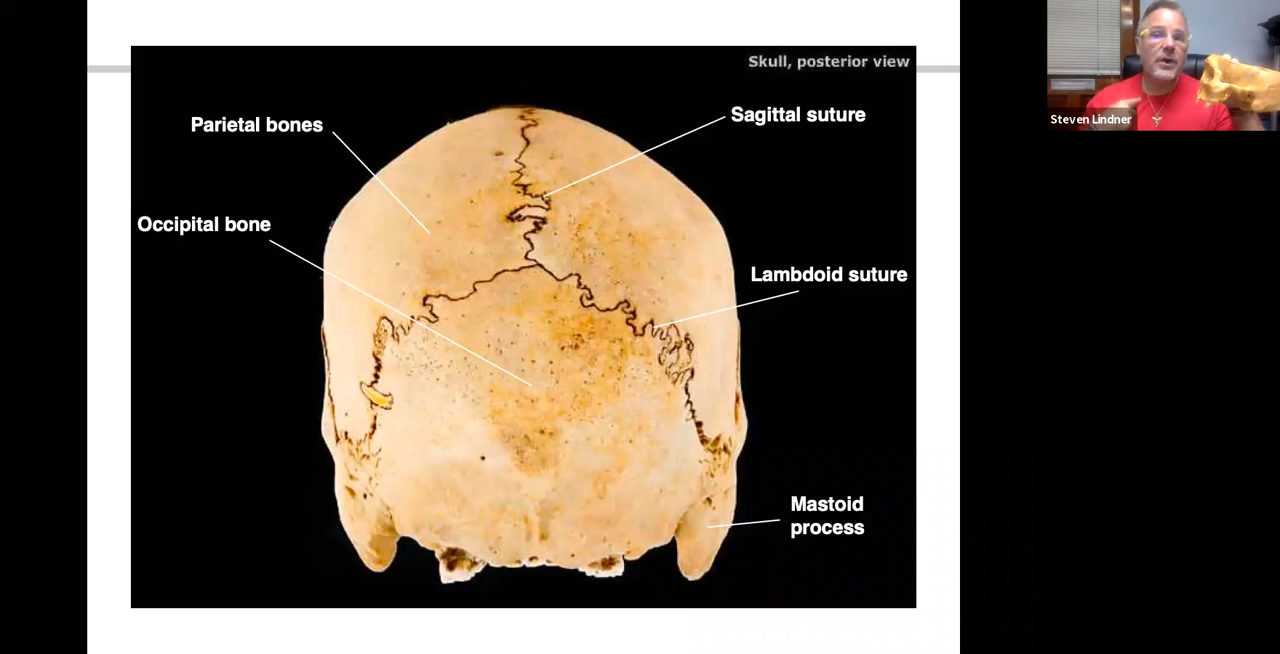 Skull, posterior view
Parietal bones
Sagittal suture
Occipital bone
Lambdoid suture
Mastoid
process
Steven Lindner